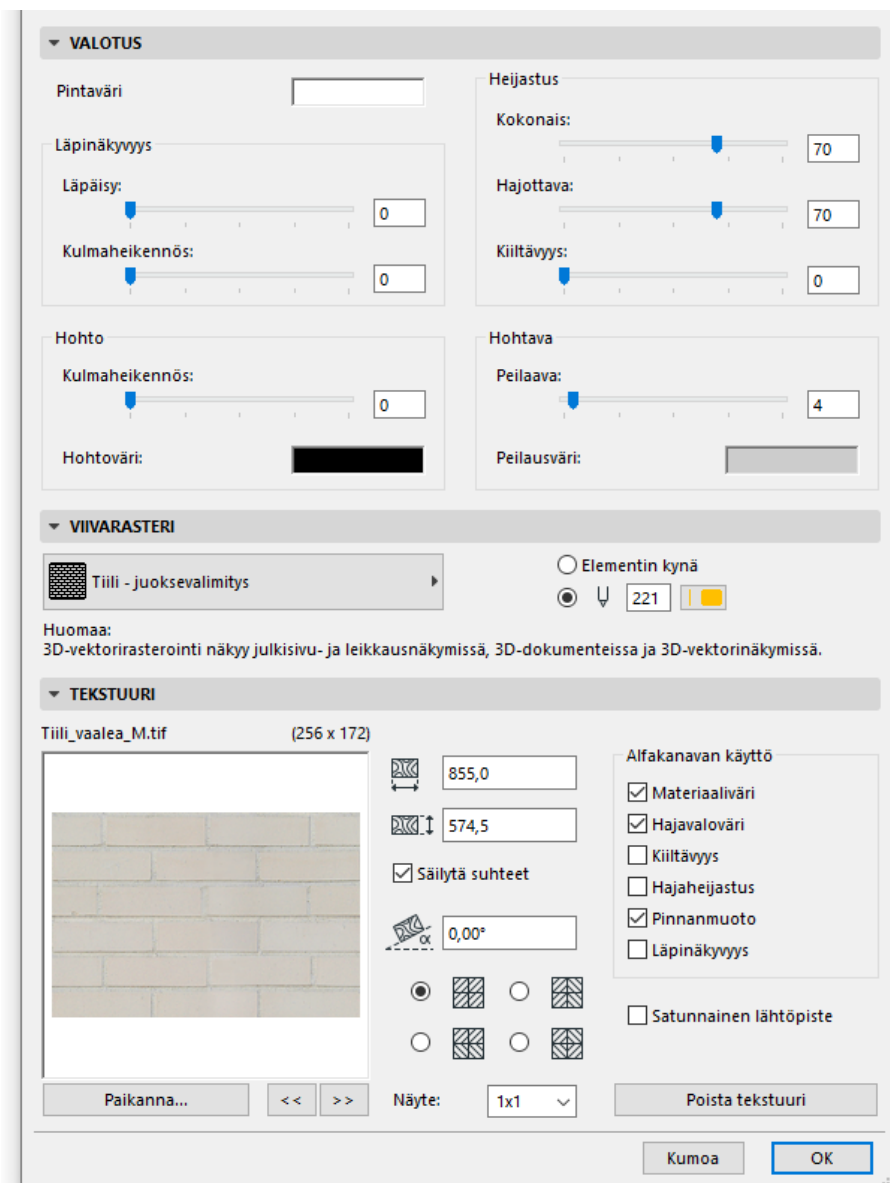 VALOTUS
Pintaväri
Läpinäkyvyys
Läpäisy:
0
Kulmaheikennös:
0
Heijastus
Kokonais:
70
Hajottava:
70
Kiiltävyys:
0
Hohto
Kulmaheikennös:
0
Hohtoväri:
Hohtava
Peilaava:
4
Peilausväri:
VIIVARASTERI
Tiili - juoksevalimitys
Elementin kynä
221
Huomaa:
3D-vektorirasterointi näkyy julkisivu- ja leikkausnäkymissä, 3D-dokumenteissa ja 3D-vektorinäkymissä.
TEKSTUURI
Tiili_vaalea_M.tif (256 x 172)
855,0
574,5
Säilytä suhteet
α 0,00°
Alfakanavan käyttö
Materiaaliväri
Hajavaloväri
Kiiltävyys
Hajaheijastus
Pinnanmuoto
Läpinäkyvyys
Satunnainen lähtöpiste
Paikanna... << >> Näyte: 1x1 Poista tekstuuri
Kumoa OK